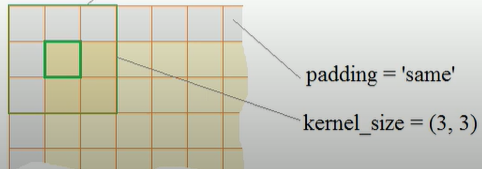 padding = 'same'
kernel_size = (3, 3)